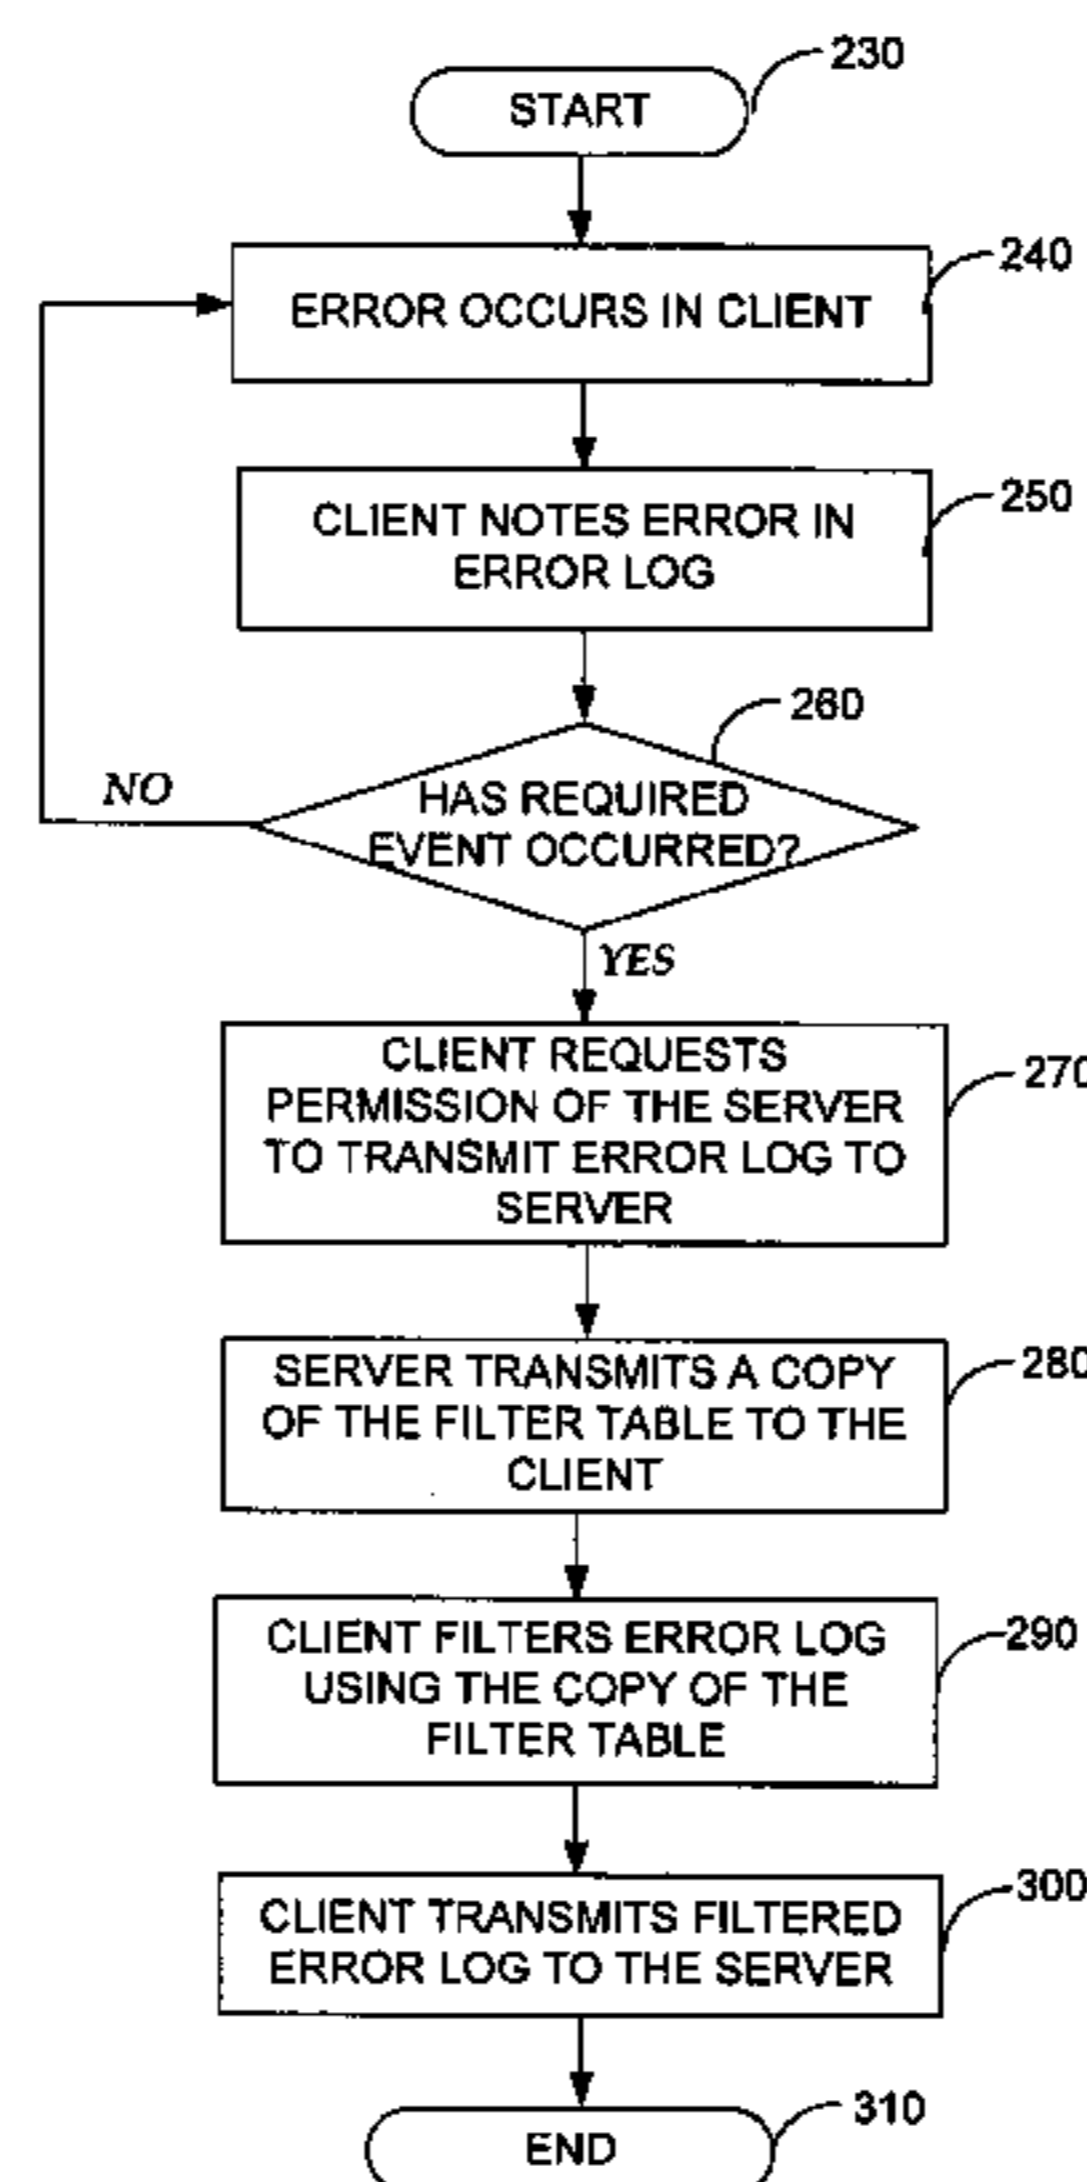 230
START
240
ERROR OCCURS IN CLIENT
250
CLIENT NOTES ERROR IN
ERROR LOG
260
HAS REQUIRED
EVENT OCCURRED?
NO
YES
CLIENT REQUESTS
270
PERMISSION OF THE SERVER
TO TRANSMIT ERROR LOG TO
SERVER
280
SERVER TRANSMITS A COPY
OF THE FILTER TABLE TO THE
CLIENT
290
CLIENT FILTERS ERROR LOG
USING THE COPY OF THE
FILTER TABLE
300
CLIENT TRANSMITS FILTERED
ERROR LOG TO THE SERVER
310
END